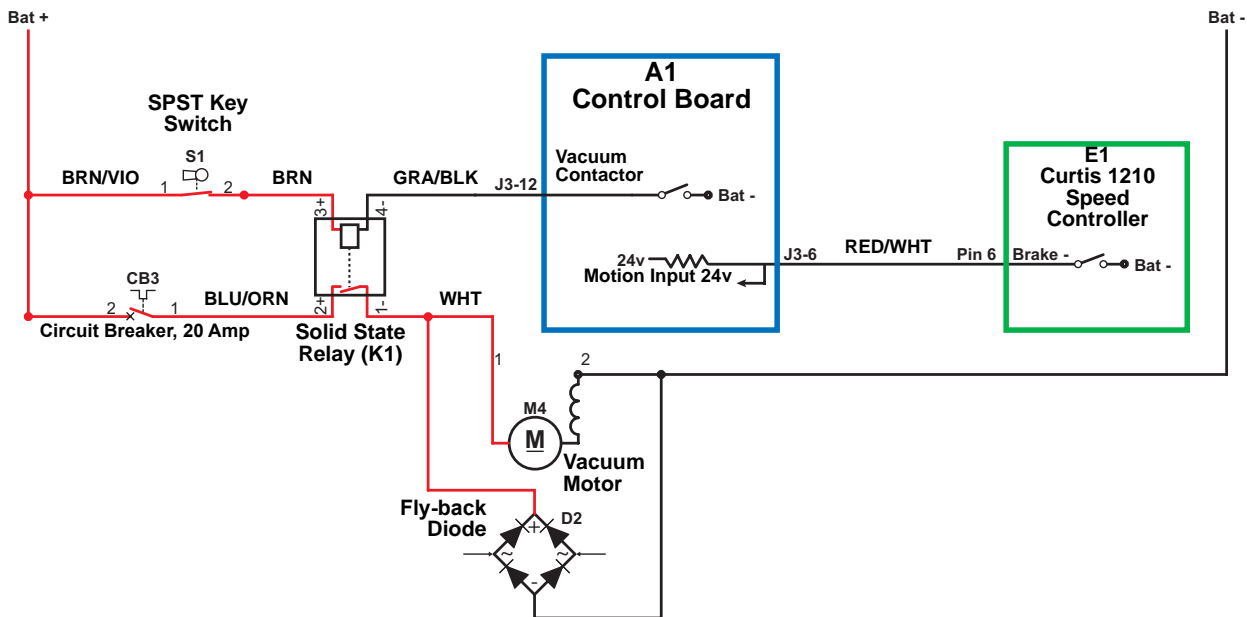 Bat +
Bat -
A1
Control Board
SPST Key
Switch
S1
BRN/VIO
1
2
BRN
3+
4-
GRA/BLK
J3-12
Vacuum
Contactor
Bat -
E1
Curtis 1210
Speed
Controller
24v
Motion Input 24v
J3-6
RED/WHT
Pin 6
Brake -
Bat -
CB3
2
1
BLU/ORN
2+
1-
WHT
Circuit Breaker, 20 Amp
Solid State
Relay (K1)
1
2
M4
M
Vacuum
Motor
Fly-back
Diode
D2
+
~
~
-